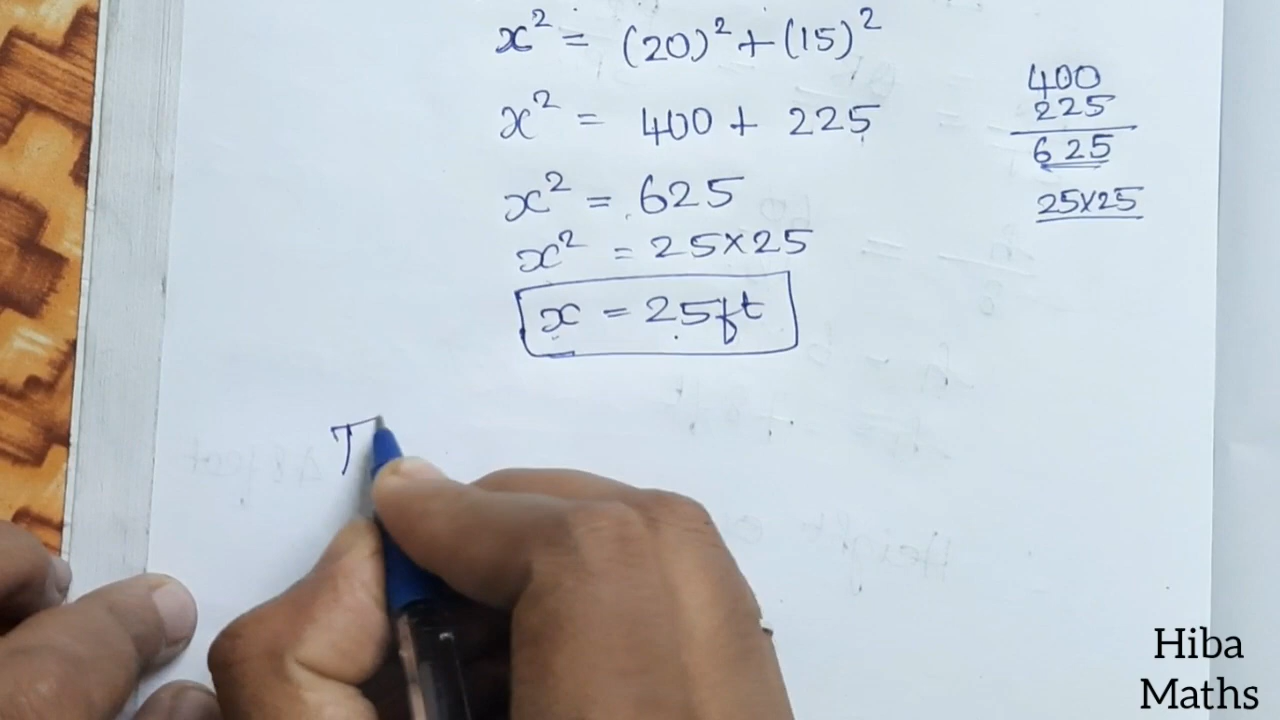 x² = (20)² + (15)²
x² = 400 + 225
x² = 625
x² = 25×25
x = 25ft
400
225
625
25×25
T
Hiba
Maths